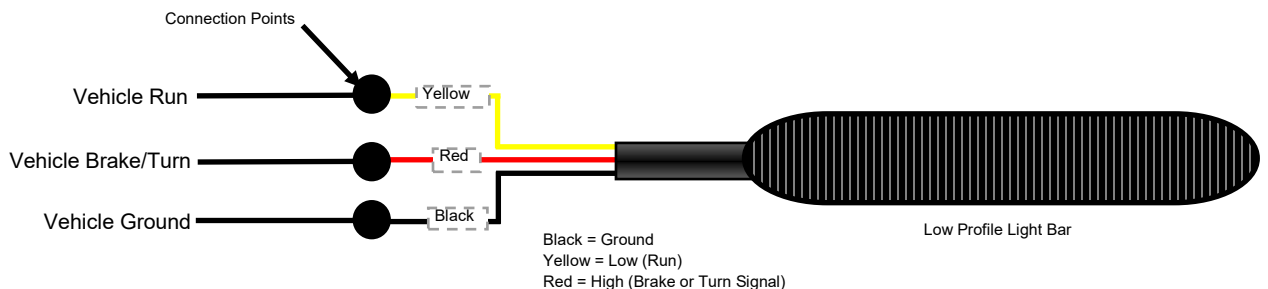 Connection Points
Vehicle Run
Yellow
Vehicle Brake/Turn
Red
Vehicle Ground
Black
Low Profile Light Bar
Black = Ground
Yellow = Low (Run)
Red = High (Brake or Turn Signal)